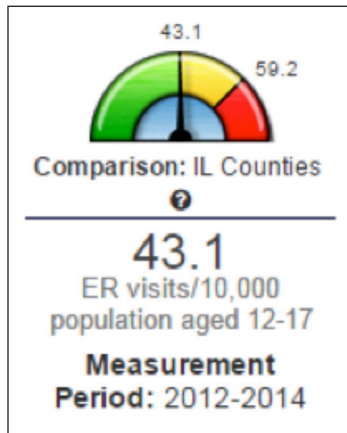 43.1
59.2
Comparison: IL Counties
?
43.1
ER visits/10,000
population aged 12-17
Measurement
Period: 2012-2014